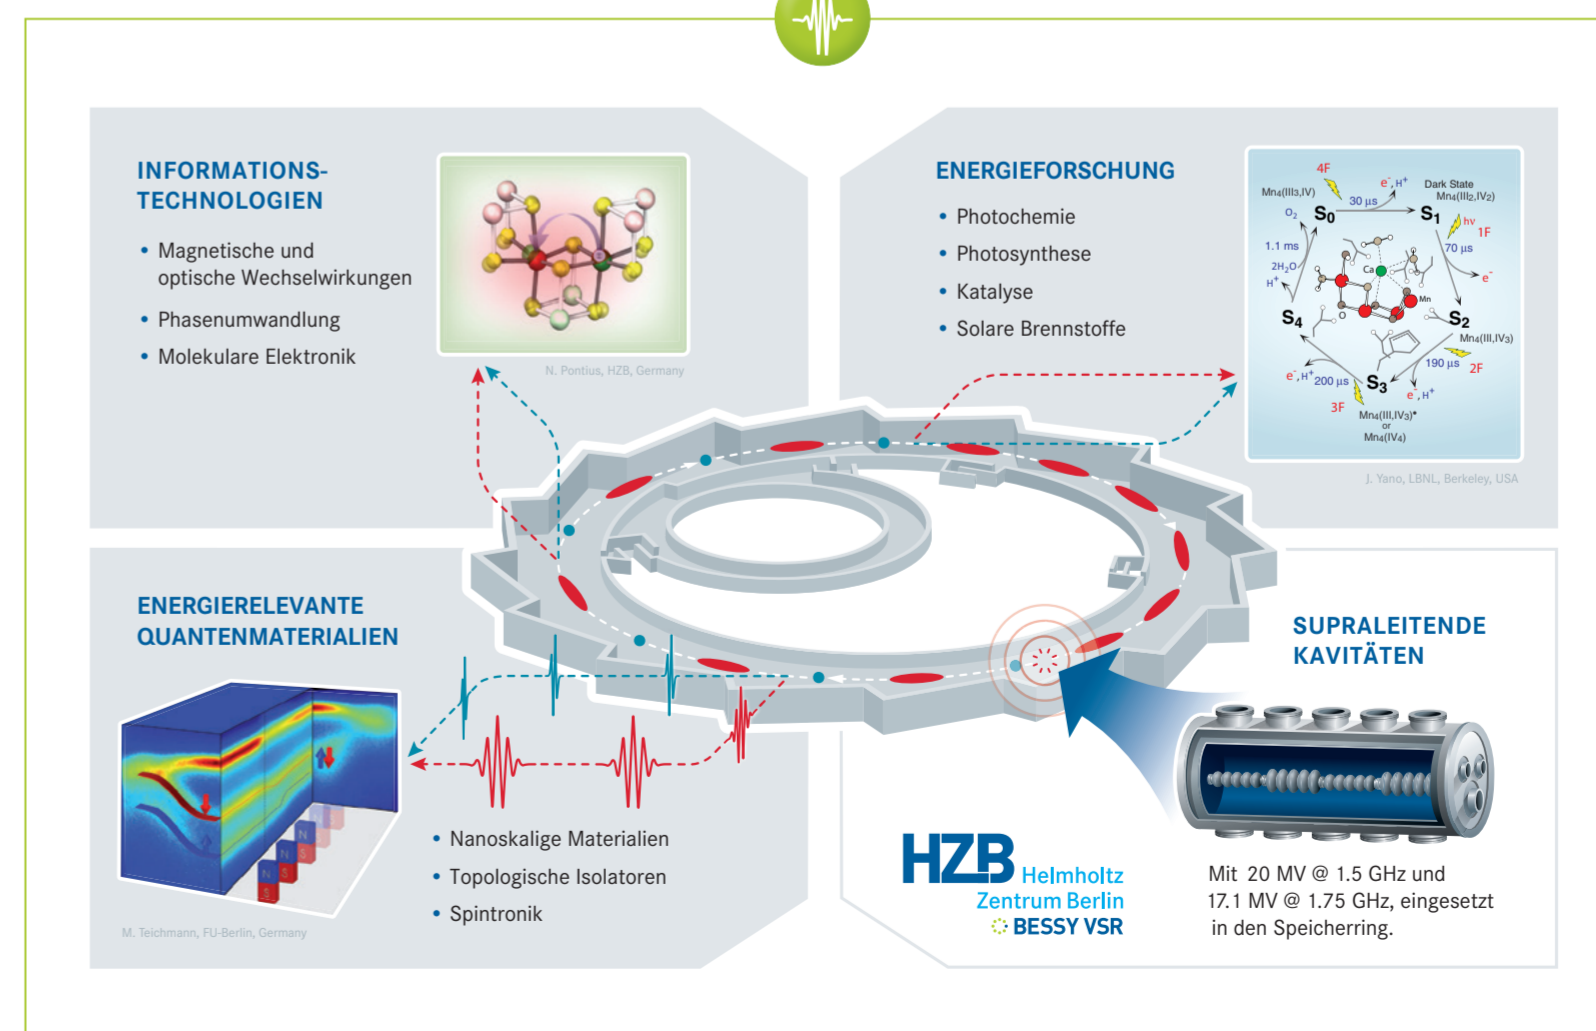 INFORMATIONS-
TECHNOLOGIEN
• Magnetische und
optische Wechselwirkungen
• Phasenumwandlung
• Molekulare Elektronik
N. Pontius, HZB, Germany
ENERGIEFORSCHUNG
• Photochemie
• Photosynthese
• Katalyse
• Solare Brennstoffe
4F
Mn4(III3,IV)
e-, H+
Dark State
Mn4(III2,IV2)
O2
S0
30 µs
S1
hν
1F
1.1 ms
70 µs
2H2O
H+
Ca
e-
Mn
O
S4
S2
Mn4(III,IV3)
190 µs
2F
e-, H+
200 µs
S3
e-, H+
3F
Mn4(III,IV3)•
or
Mn4(IV4)
J. Yano, LBNL, Berkeley, USA
ENERGIERELEVANTE
QUANTENMATERIALIEN
N
N
N
N
S
S
S
S
• Nanoskalige Materialien
• Topologische Isolatoren
• Spintronik
M. Teichmann, FU-Berlin, Germany
SUPRALEITENDE
KAVITÄTEN
HZB Helmholtz
Zentrum Berlin
BESSY VSR
Mit 20 MV @ 1.5 GHz und
17.1 MV @ 1.75 GHz, eingesetzt
in den Speicherring.